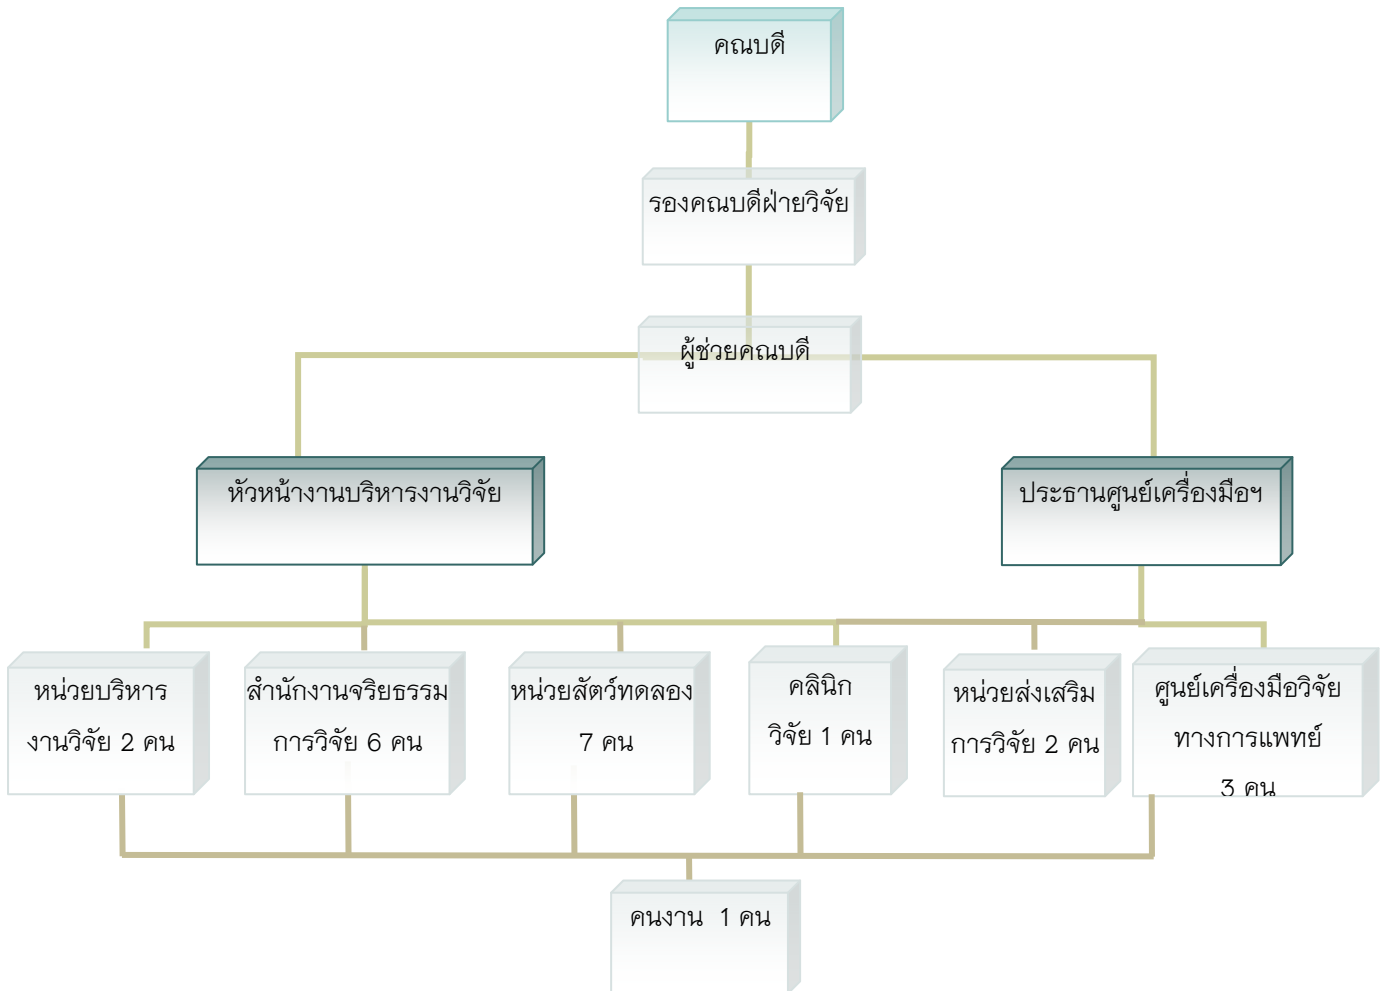 คณบดี
รองคณบดีฝ่ายวิจัย
ผู้ช่วยคณบดี
หัวหน้างานบริหารงานวิจัย
ประธานศูนย์เครื่องมือฯ
หน่วยบริหาร
งานวิจัย 2 คน
สำนักงานจริยธรรม
การวิจัย 6 คน
หน่วยสัตว์ทดลอง
7 คน
คลินิก
วิจัย 1 คน
หน่วยส่งเสริม
การวิจัย 2 คน
ศูนย์เครื่องมือวิจัย
ทางการแพทย์
3 คน
คนงาน 1 คน